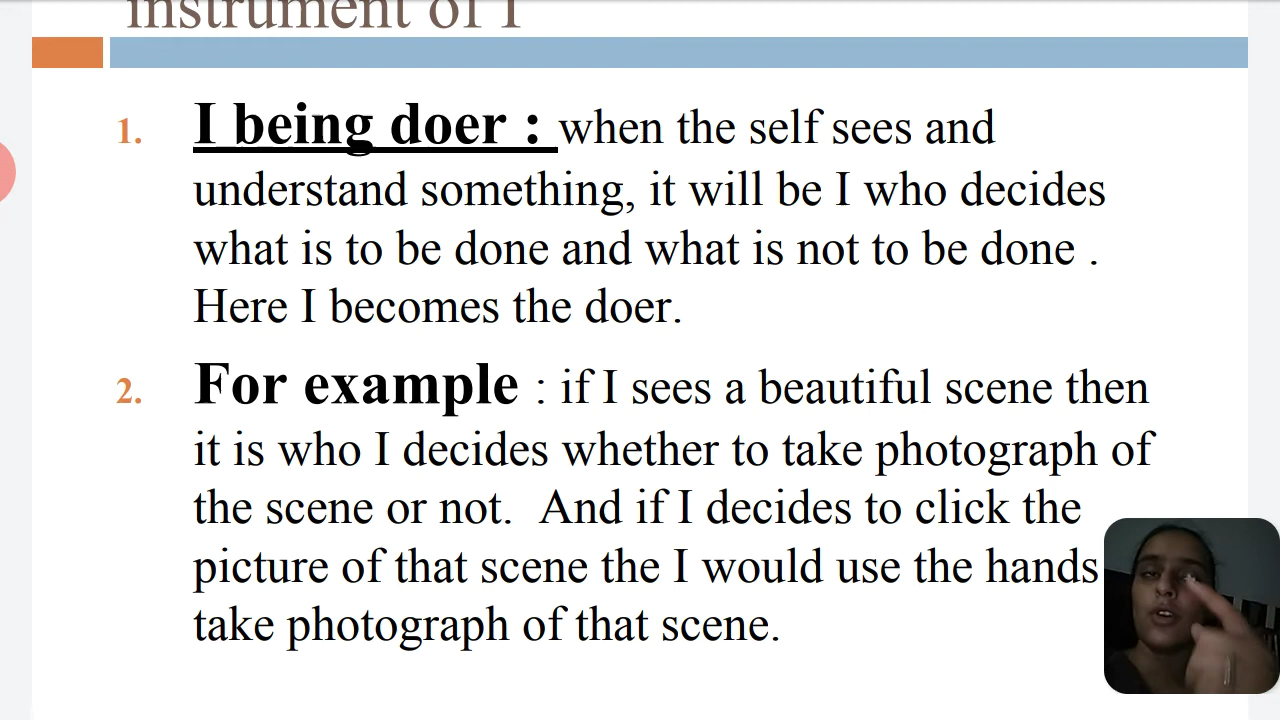 instrument of I
1. I being doer : when the self sees and
understand something, it will be I who decides
what is to be done and what is not to be done .
Here I becomes the doer.
2. For example : if I sees a beautiful scene then
it is who I decides whether to take photograph of
the scene or not. And if I decides to click the
picture of that scene the I would use the hands
take photograph of that scene.